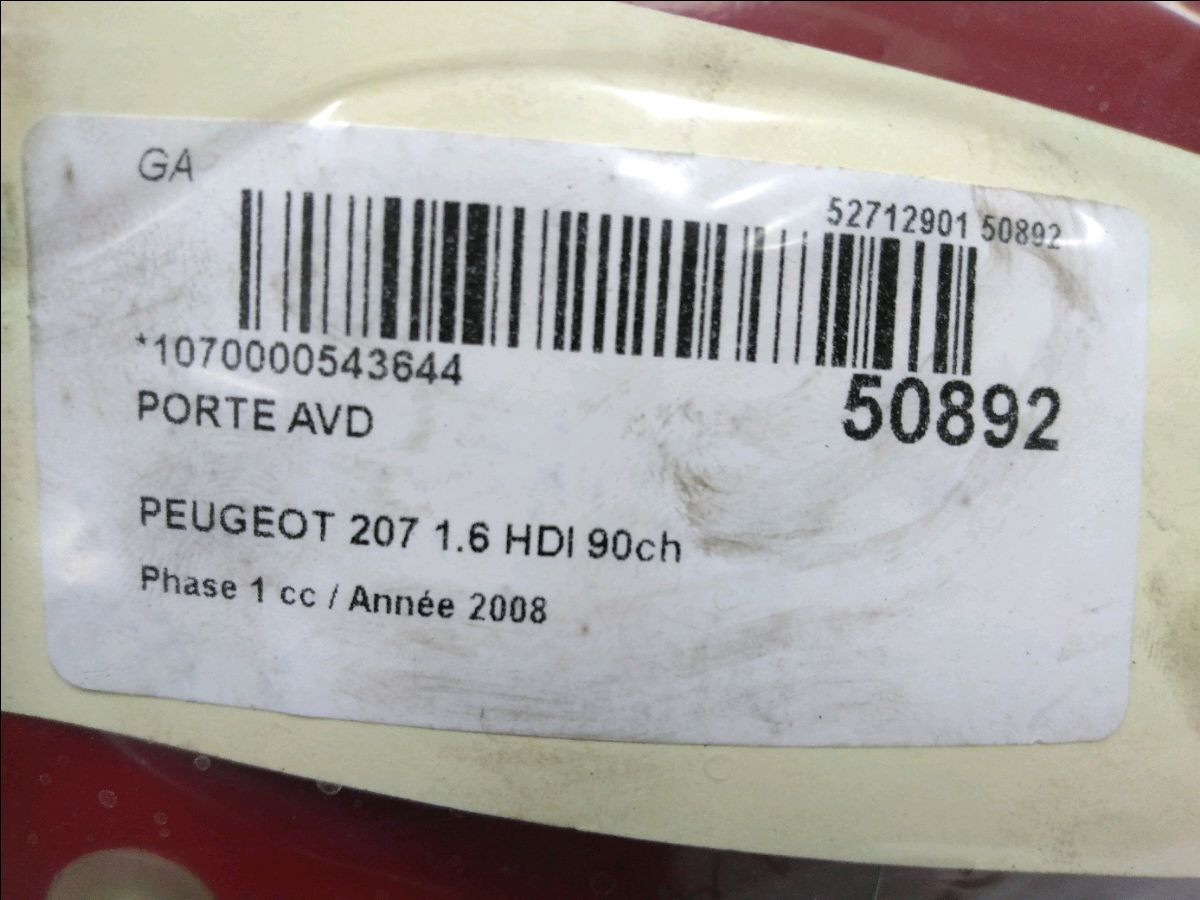 GA
52712901 50892
*1070000543644
50892
PORTE AVD
PEUGEOT 207 1.6 HDI 90ch
Phase 1 cc / Année 2008